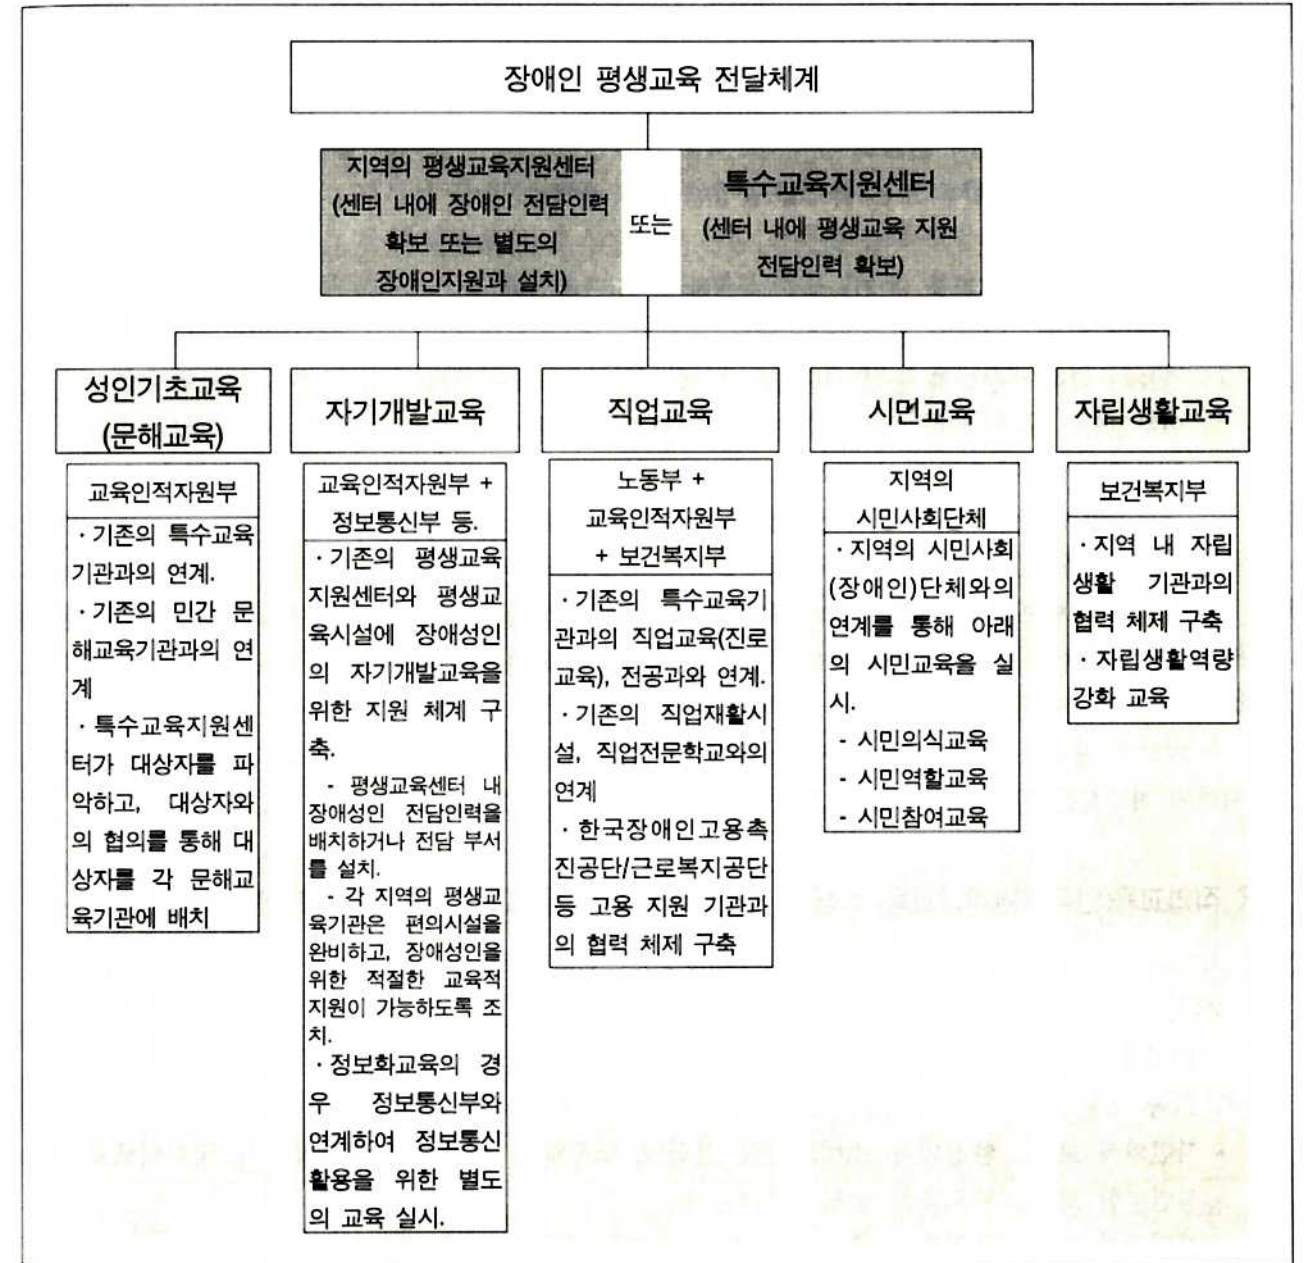 장애인 평생교육 전달체계
지역의 평생교육지원센터
(센터 내에 장애인 전담인력
확보 또는 별도의
장애인지원과 설치)
또는
특수교육지원센터
(센터 내에 평생교육 지원
전담인력 확보)
성인기초교육
(문해교육)
교육인적자원부
· 기존의 특수교육
기관과의 연계.
· 기존의 민간 문
해교육기관과의 연
계
· 특수교육지원센
터가 대상자를 파
악하고, 대상자와
의 협의를 통해 대
상자를 각 문해교
육기관에 배치
자기개발교육
교육인적자원부 +
정보통신부 등.
· 기존의 평생교육
지원센터와 평생교
육시설에 장애성인
의 자기개발교육을
위한 지원 체계 구
축.
- 평생교육센터 내
장애성인 전담인력을
배치하거나 전담 부서
를 설치.
- 각 지역의 평생교
육기관은 편의시설을
완비하고, 장애성인을
위한 적절한 교육적
지원이 가능하도록 조
치.
· 정보화교육의 경
우 정보통신부와
연계하여 정보통신
활용을 위한 별도
의 교육 실시.
직업교육
노동부 +
교육인적자원부
+ 보건복지부
· 기존의 특수교육기
관과의 직업교육(진로
교육), 전공과와 연계.
· 기존의 직업재활시
설, 직업전문학교와의
연계
· 한국장애인고용촉
진공단/근로복지공단
등 고용 지원 기관과
의 협력 체제 구축
시민교육
지역의
시민사회단체
· 지역의 시민사회
(장애인)단체와의
연계를 통해 아래
의 시민교육을 실
시.
- 시민의식교육
- 시민역할교육
- 시민참여교육
자립생활교육
보건복지부
· 지역 내 자립
생활 기관과의
협력 체제 구축
· 자립생활역량
강화 교육